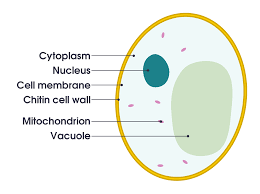 Cytoplasm
Nucleus
Cell membrane
Chitin cell wall
Mitochondrion
Vacuole